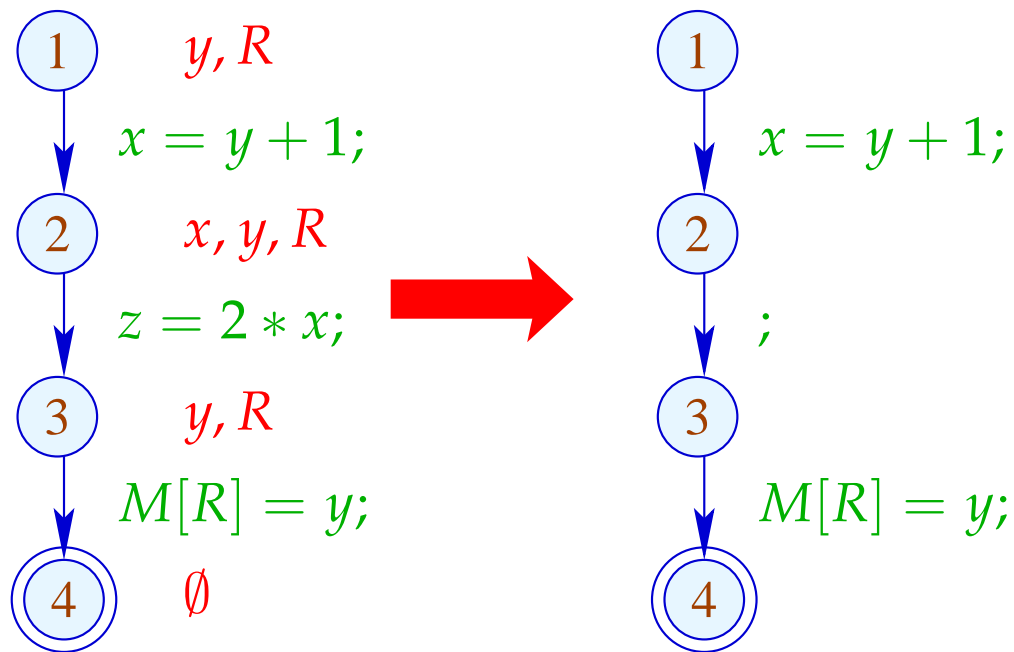 1 y, R 1
x = y + 1; x = y + 1;
2 x, y, R 2
z = 2 ∗ x; ;
3 y, R 3
M[R] = y; M[R] = y;
4 ∅ 4